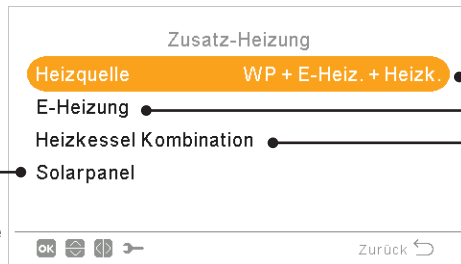 Zusatz-Heizung
Heizquelle WP + E-Heiz. + Heizk.
E-Heizung
Heizkessel Kombination
Solarpanel
OK Zurück